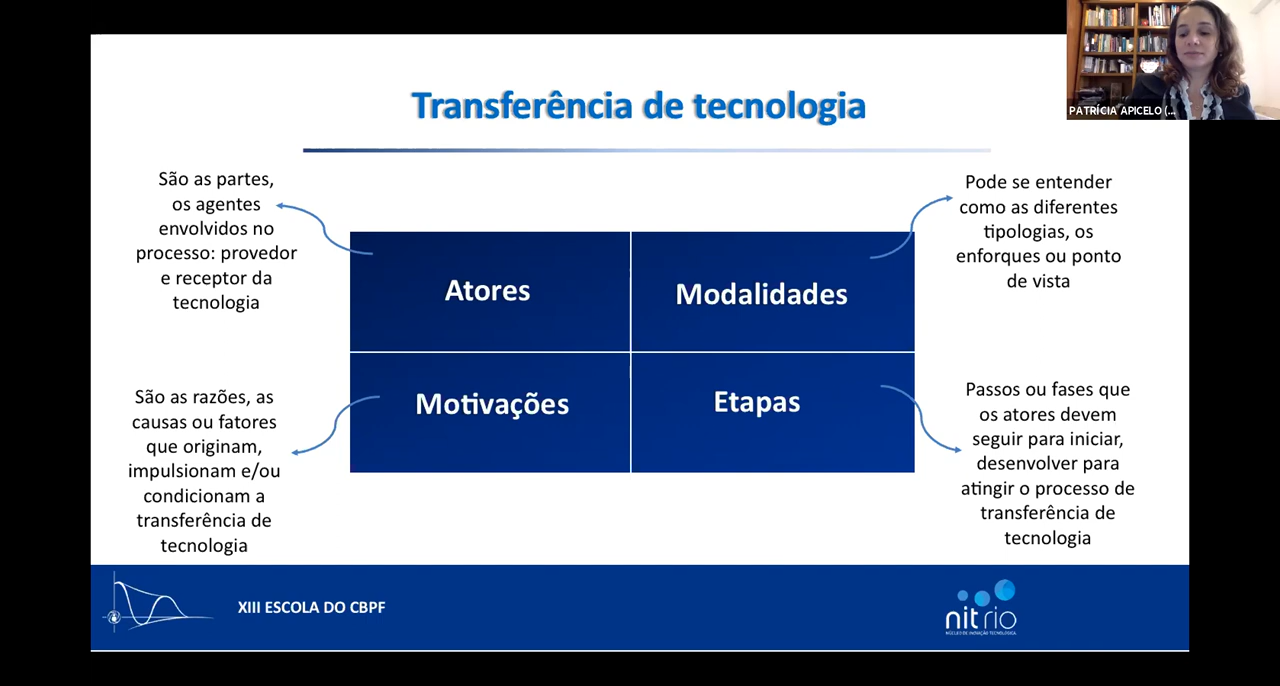 Transferência de tecnologia
PATRÍCIA APICELO (...
São as partes,
os agentes
envolvidos no
processo: provedor
e receptor da
tecnologia
Pode se entender
como as diferentes
tipologias, os
enforques ou ponto
de vista
Atores
Modalidades
Motivações
Etapas
São as razões, as
causas ou fatores
que originam,
impulsionam e/ou
condicionam a
transferência de
tecnologia
Passos ou fases que
os atores devem
seguir para iniciar,
desenvolver para
atingir o processo de
transferência de
tecnologia
XIII ESCOLA DO CBPF
nitrio
NÚCLEO DE INOVAÇÃO TECNOLÓGICA